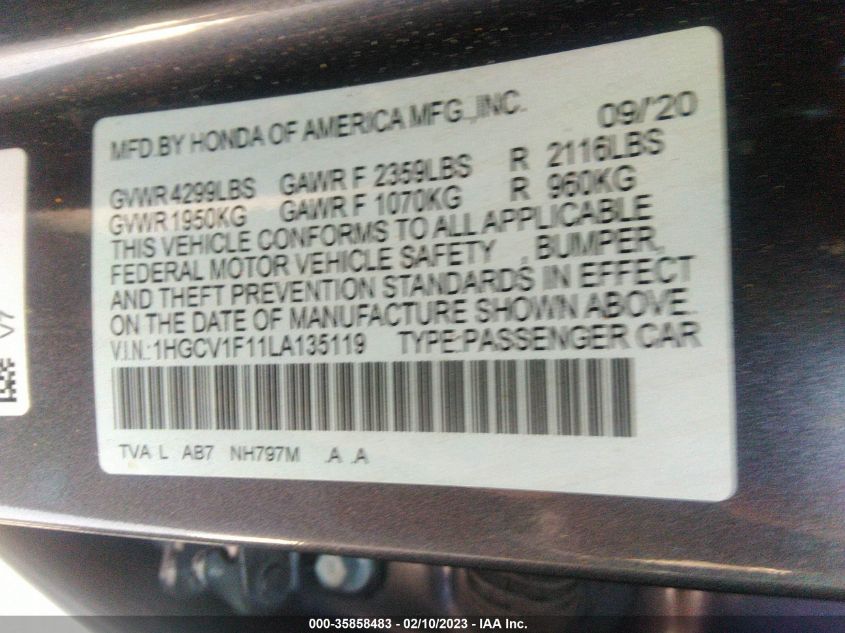 MFD.BY HONDA OF AMERICA MFG.,INC. 09/'20
GVWR 4299LBS GAWR F 2359LBS R 2116LBS
GVWR 1950KG GAWR F 1070KG R 960KG
THIS VEHICLE CONFORMS TO ALL APPLICABLE
FEDERAL MOTOR VEHICLE SAFETY , BUMPER,
AND THEFT PREVENTION STANDARDS IN EFFECT
ON THE DATE OF MANUFACTURE SHOWN ABOVE.
V.I.N.:1HGCV1F11LA135119 TYPE:PASSENGER CAR
TVA L AB7 NH797M .A .A
V7
000-35858483 - 02/10/2023 - IAA Inc.